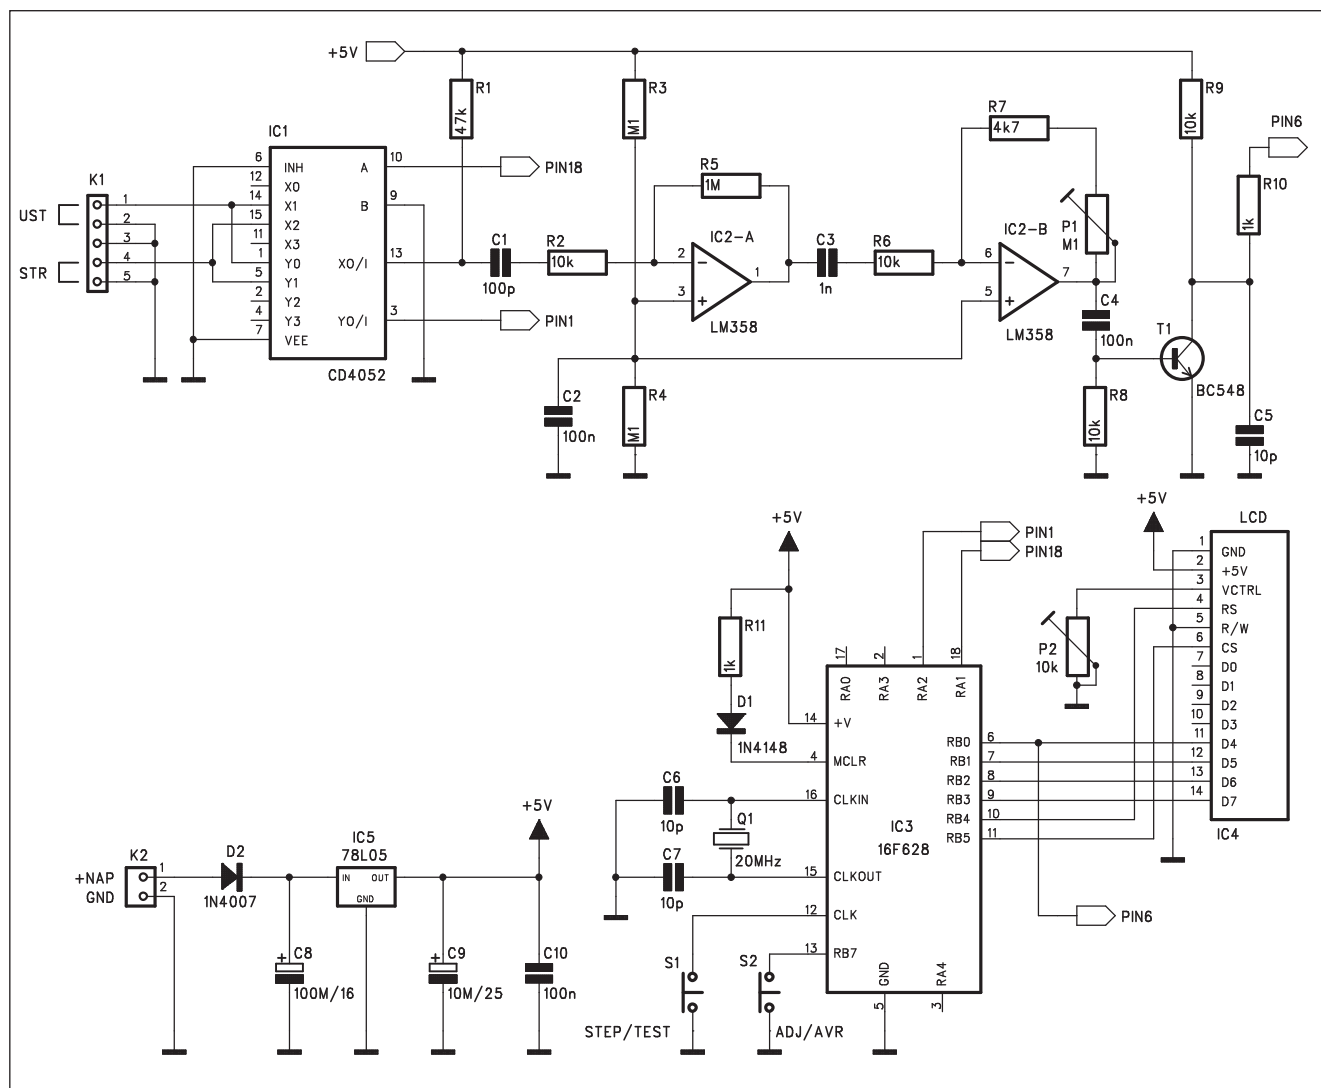 +5V
R1
47k
R3
M1
R9
10k
PIN6
R10
1k
R7
4k7
P1
M1
IC1
6 INH
12 X0
14 X1
15 X2
11 X3
1 Y0
5 Y1
2 Y2
4 Y3
7 VEE
A 10
B 9
XO/I 13
YO/I 3
CD4052
PIN18
PIN1
K1
1
2
3
4
5
UST
STR
C1
100p
R2
10k
R5
1M
IC2-A
2
3
1
LM358
C3
1n
R6
10k
IC2-B
6
5
7
LM358
C4
100n
T1
BC548
C2
100n
R4
M1
R8
10k
C5
10p
+5V
PIN1
PIN18
+5V
LCD
1 GND
2 +5V
3 VCTRL
4 RS
5 R/W
6 CS
7 D0
8 D1
9 D2
10 D3
11 D4
12 D5
13 D6
14 D7
IC4
P2
10k
R11
1k
D1
1N4148
17 RA0
2 RA3
1 RA2
18 RA1
14 +V
4 MCLR
16 CLKIN
15 CLKOUT
12 CLK
13 RB7
RB0 6
RB1 7
RB2 8
RB3 9
RB4 10
RB5 11
IC3
16F628
GND 5
RA4 3
PIN6
C6
10p
Q1
20MHz
C7
10p
S1
STEP/TEST
S2
ADJ/AVR
+5V
K2
+NAP 1
GND 2
D2
1N4007
IC5
78L05
IN OUT
GND
C8
+
100M/16
C9
+
10M/25
C10
100n